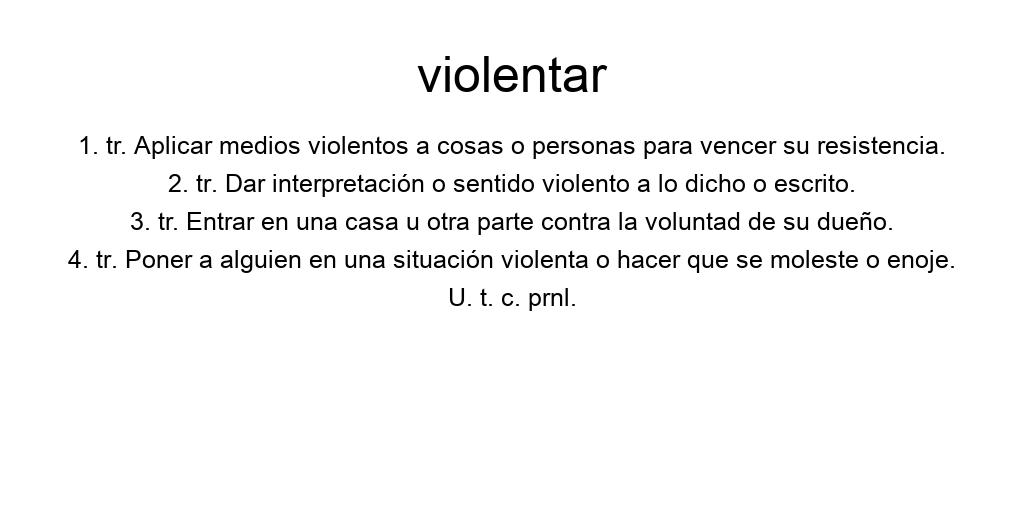 violentar
1. tr. Aplicar medios violentos a cosas o personas para vencer su resistencia.
2. tr. Dar interpretación o sentido violento a lo dicho o escrito.
3. tr. Entrar en una casa u otra parte contra la voluntad de su dueño.
4. tr. Poner a alguien en una situación violenta o hacer que se moleste o enoje.
U. t. c. prnl.